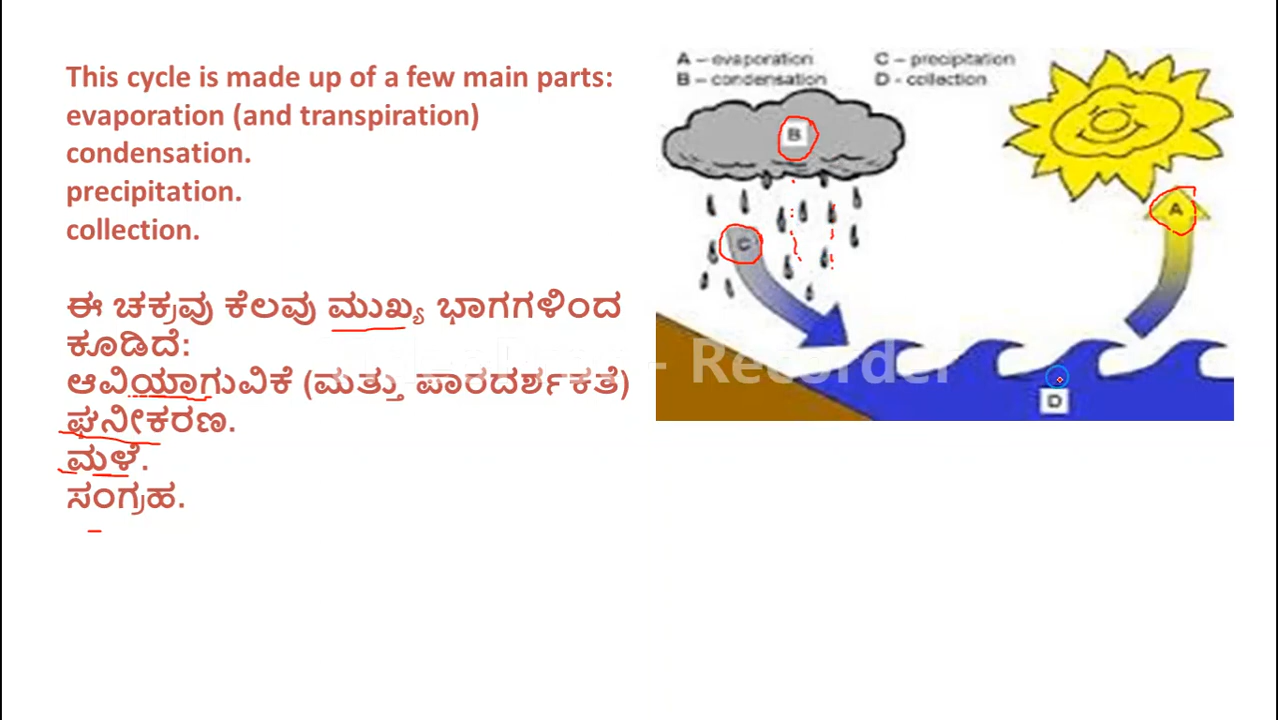 This cycle is made up of a few main parts:
evaporation (and transpiration)
condensation.
precipitation.
collection.
ಈ ಚಕ್ರವು ಕೆಲವು ಮುಖ್ಯ ಭಾಗಗಳಿಂದ
ಕೂಡಿದೆ:
ಆವಿಯಾಗುವಿಕೆ (ಮತ್ತು ಪಾರದರ್ಶಕತೆ)
ಘನೀಕರಣ.
ಮಳೆ.
ಸಂಗ್ರಹ.
A – evaporation C – precipitation
B – condensation D - collection
B
A
C
D
- Recorder